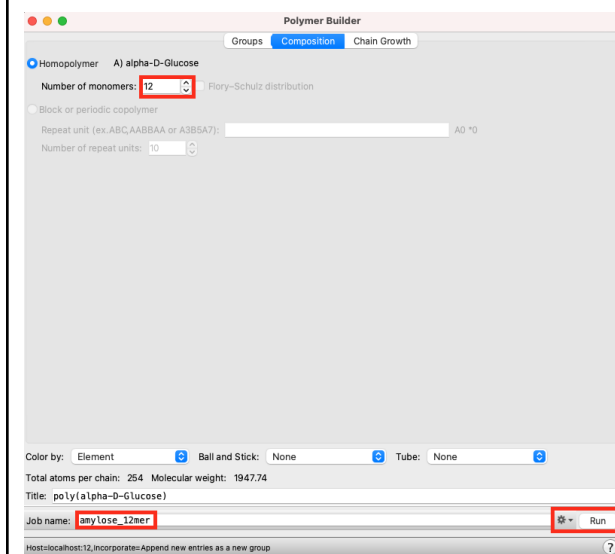 Polymer Builder
Groups Composition Chain Growth
Homopolymer A) alpha-D-Glucose
Number of monomers: 12 Flory-Schulz distribution
Block or periodic copolymer
Repeat unit (ex.ABC,AABBAA or A3B5A7): A0 *0
Number of repeat units: 10
Color by: Element Ball and Stick: None Tube: None
Total atoms per chain: 254 Molecular weight: 1947.74
Title: poly(alpha-D-Glucose)
Job name: amylose_12mer Run
Host=localhost:12,Incorporate=Append new entries as a new group ?